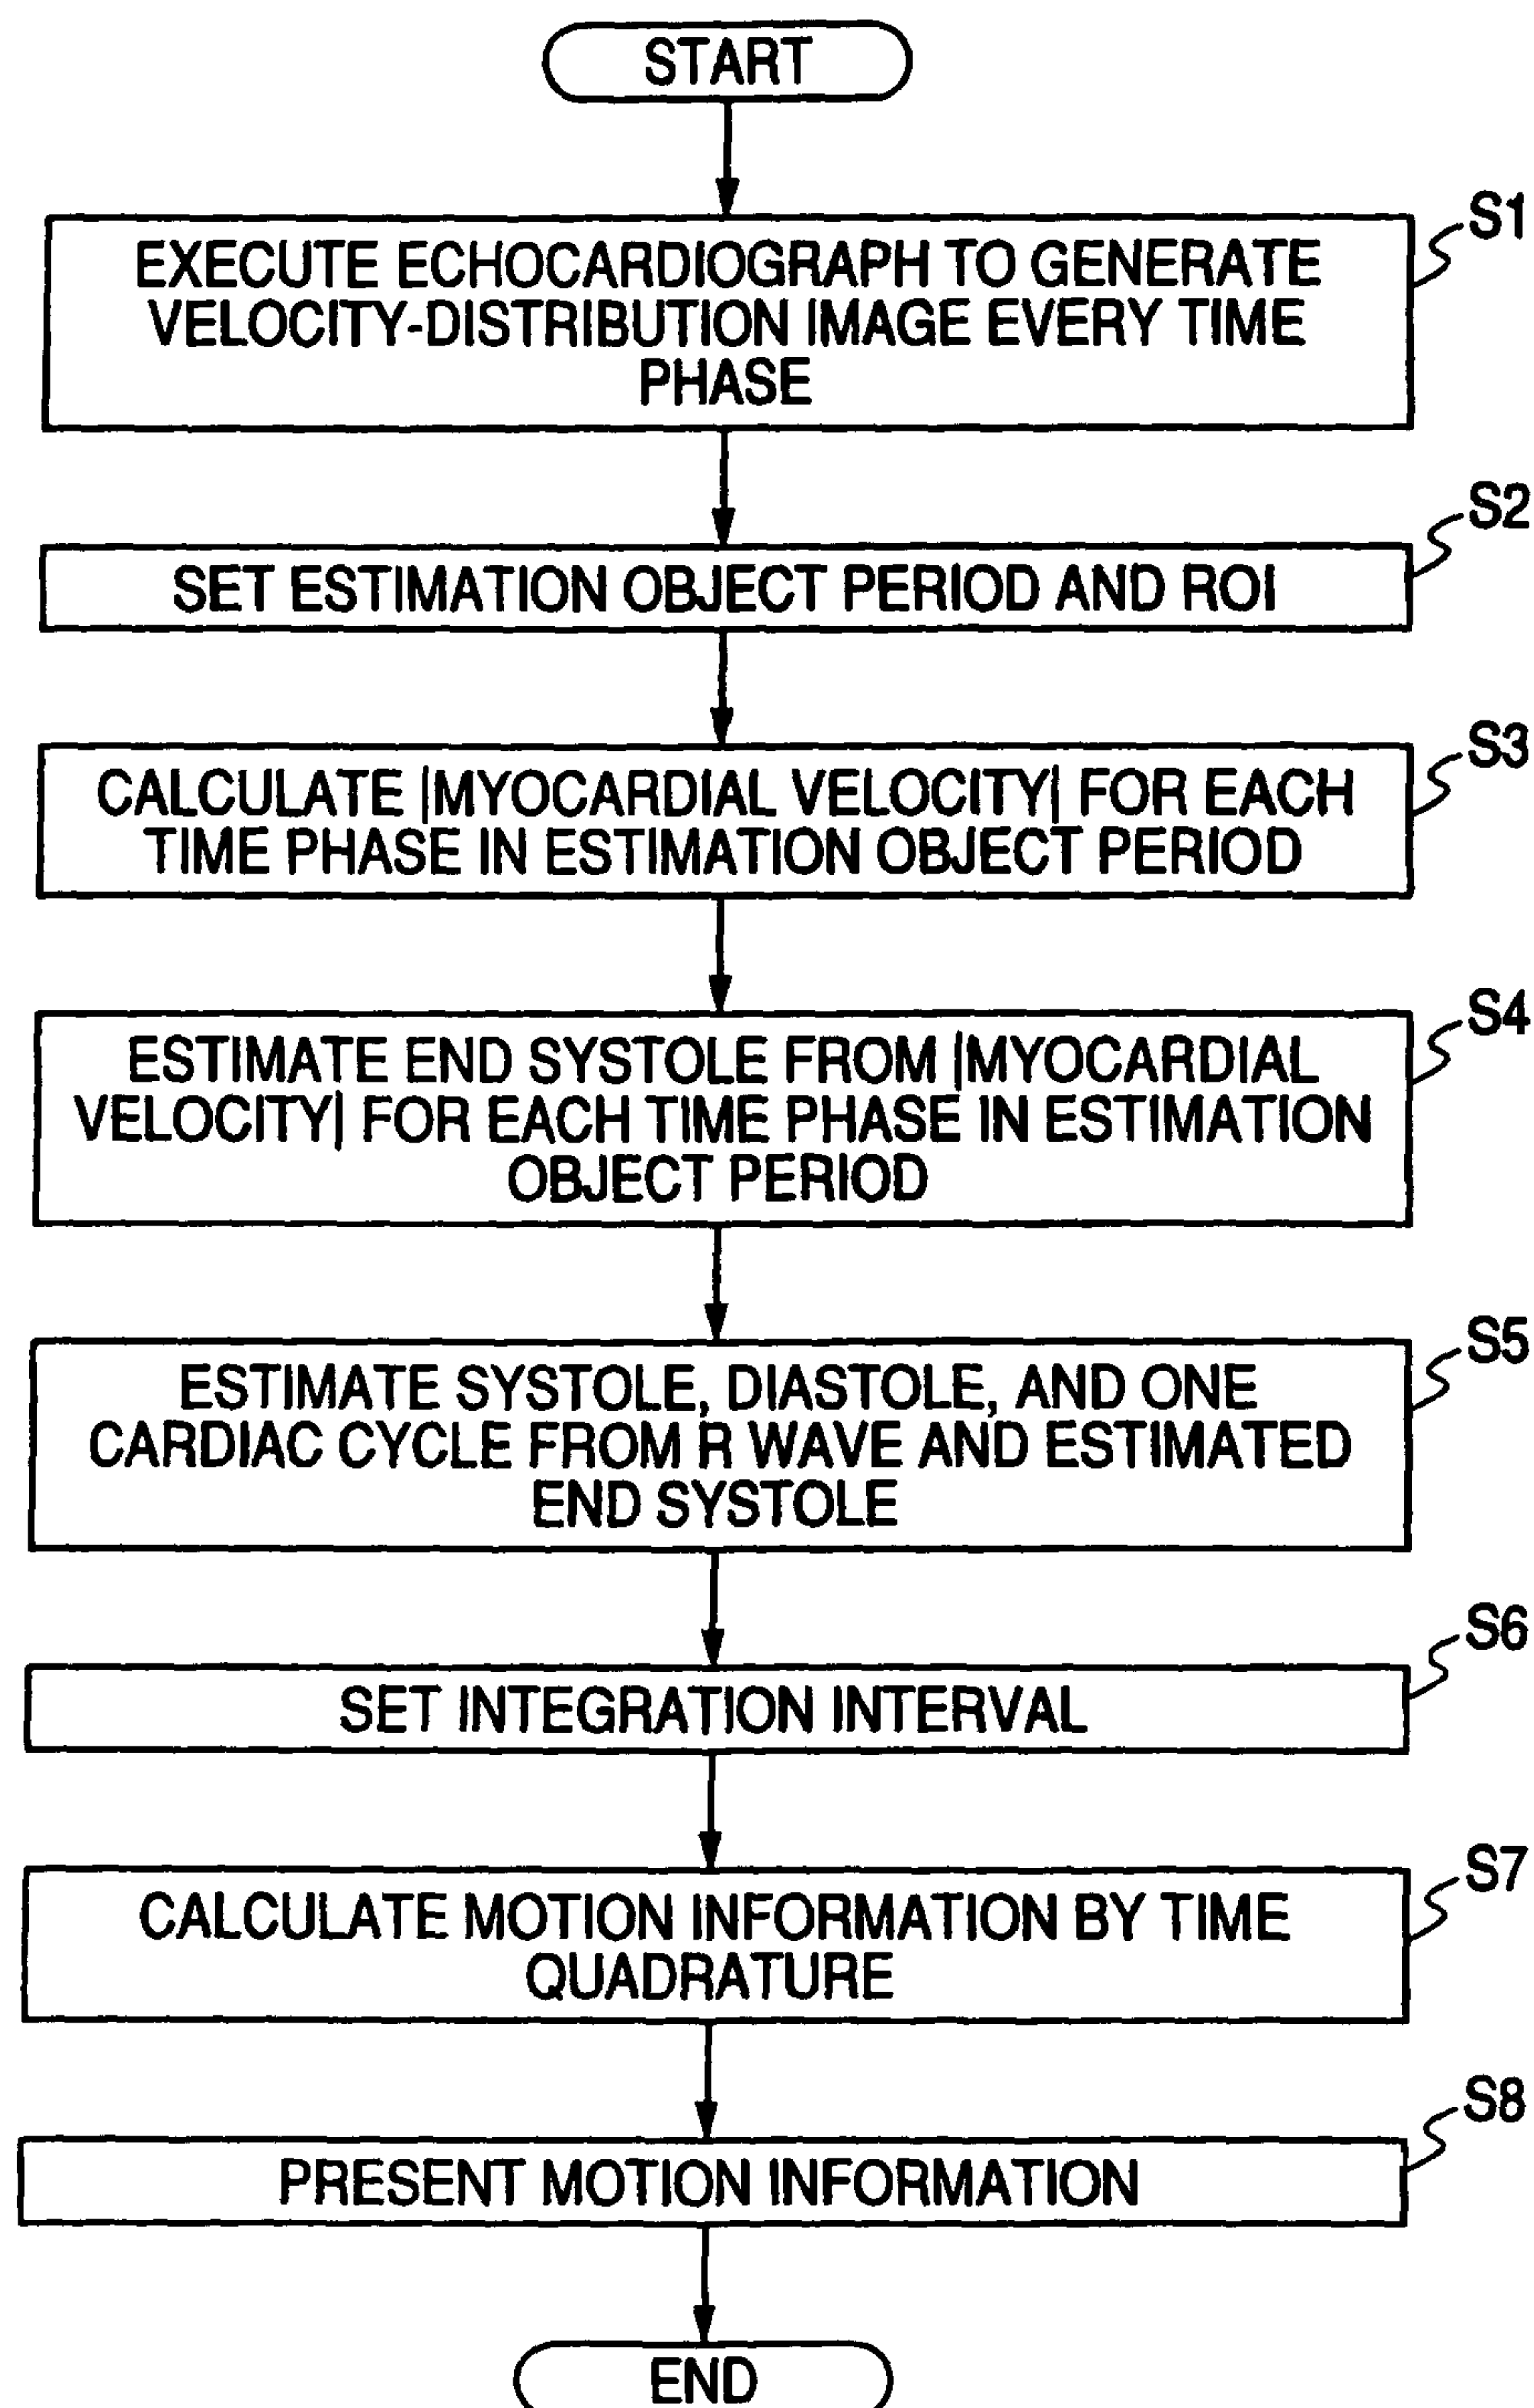 START
S1
EXECUTE ECHOCARDIOGRAPH TO GENERATE
VELOCITY-DISTRIBUTION IMAGE EVERY TIME
PHASE
S2
SET ESTIMATION OBJECT PERIOD AND ROI
S3
CALCULATE |MYOCARDIAL VELOCITY| FOR EACH
TIME PHASE IN ESTIMATION OBJECT PERIOD
S4
ESTIMATE END SYSTOLE FROM |MYOCARDIAL
VELOCITY| FOR EACH TIME PHASE IN ESTIMATION
OBJECT PERIOD
S5
ESTIMATE SYSTOLE, DIASTOLE, AND ONE
CARDIAC CYCLE FROM R WAVE AND ESTIMATED
END SYSTOLE
S6
SET INTEGRATION INTERVAL
S7
CALCULATE MOTION INFORMATION BY TIME
QUADRATURE
S8
PRESENT MOTION INFORMATION
END